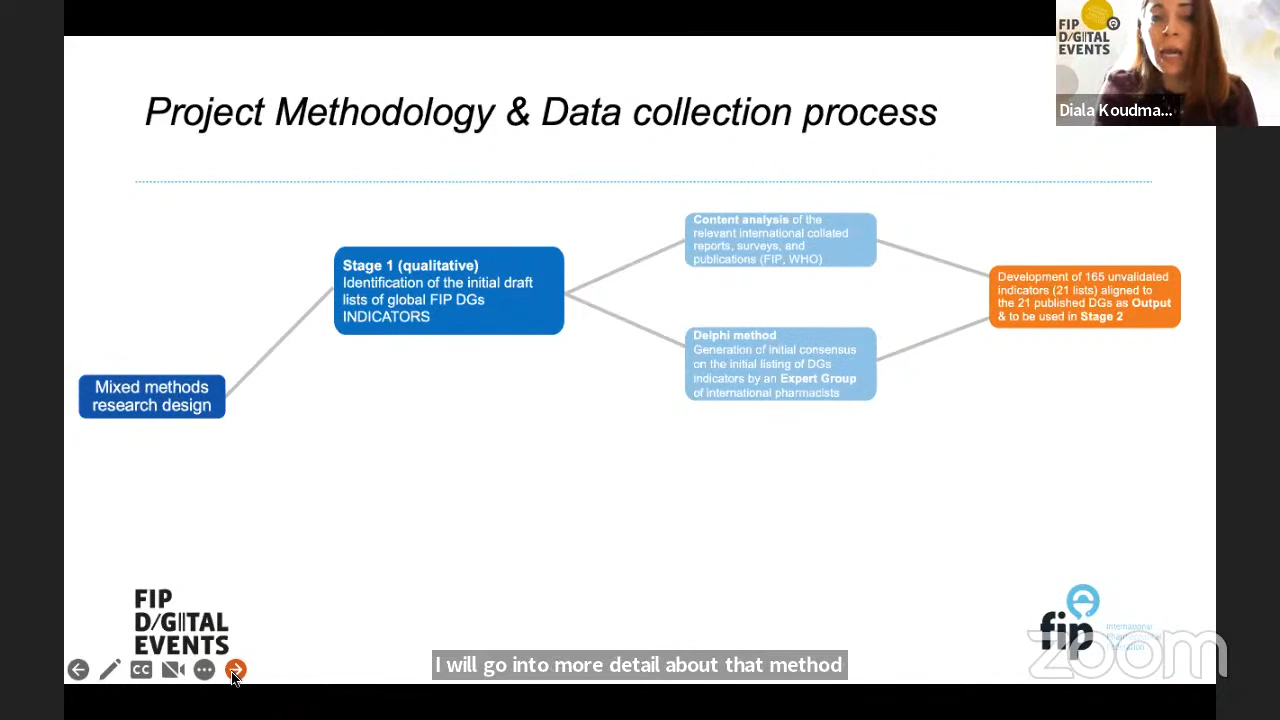 FIP
D/G|ITAL
EVENTS
Diala Koudma...
Project Methodology & Data collection process
Content analysis of the
relevant international collated
reports, surveys, and
publications (FIP, WHO)
Stage 1 (qualitative)
Identification of the initial draft
lists of global FIP DGs
INDICATORS
Development of 165 unvalidated
indicators (21 lists) aligned to
the 21 published DGs as Output
& to be used in Stage 2
Delphi method
Generation of initial consensus
on the initial listing of DGs
indicators by an Expert Group
of international pharmacists
Mixed methods
research design
FIP
D/G|ITAL
EVENTS
fip
International
Pharmaceutical
Federation
zoom
CC
I will go into more detail about that method